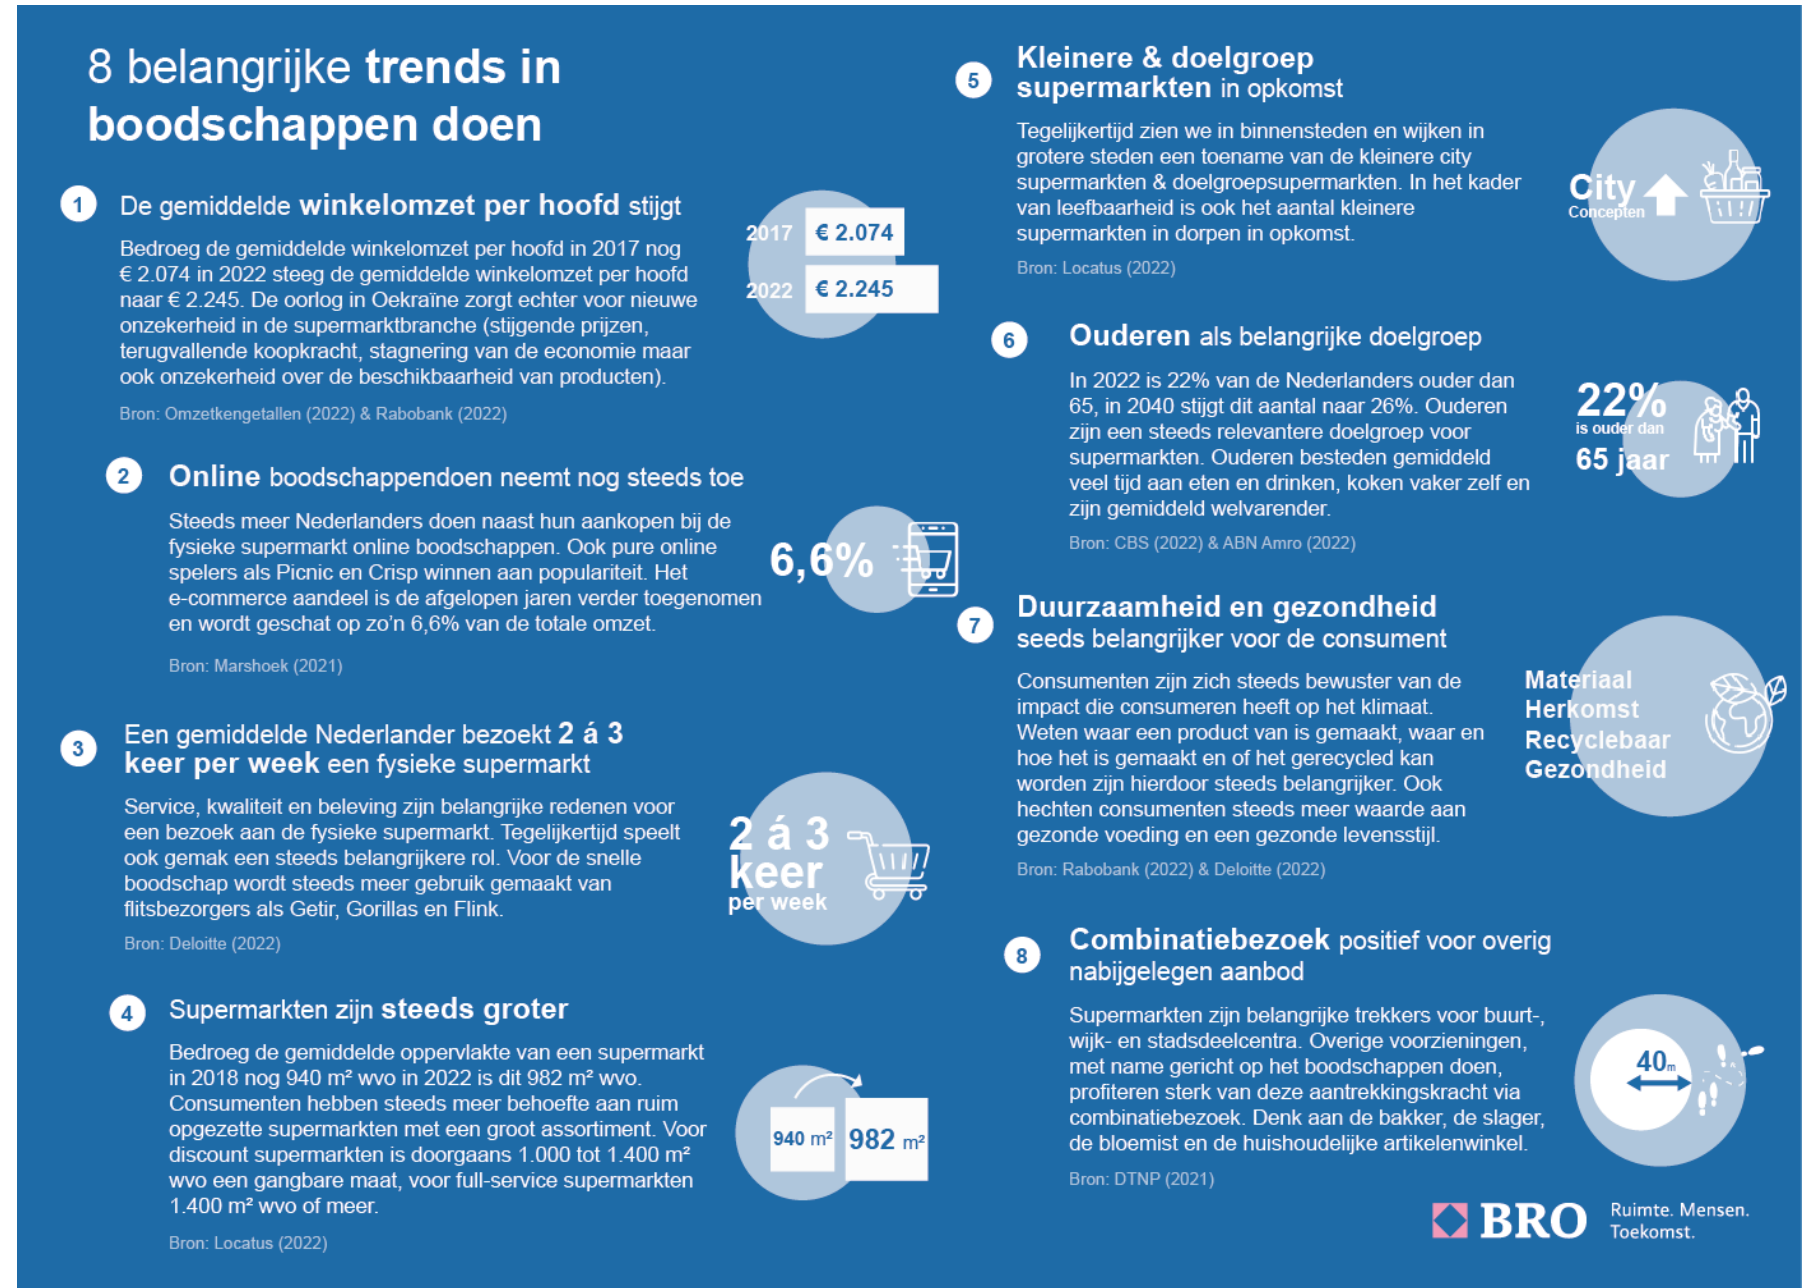 8 belangrijke trends in
boodschappen doen
1
De gemiddelde winkelomzet per hoofd stijgt
Bedroeg de gemiddelde winkelomzet per hoofd in 2017 nog
€ 2.074 in 2022 steeg de gemiddelde winkelomzet per hoofd
naar € 2.245. De oorlog in Oekraïne zorgt echter voor nieuwe
onzekerheid in de supermarktbranche (stijgende prijzen,
terugvallende koopkracht, stagnering van de economie maar
ook onzekerheid over de beschikbaarheid van producten).
Bron: Omzetkengetallen (2022) & Rabobank (2022)
2017 € 2.074
2022 € 2.245
2
Online boodschappendoen neemt nog steeds toe
Steeds meer Nederlanders doen naast hun aankopen bij de
fysieke supermarkt online boodschappen. Ook pure online
spelers als Picnic en Crisp winnen aan populariteit. Het
e-commerce aandeel is de afgelopen jaren verder toegenomen
en wordt geschat op zo’n 6,6% van de totale omzet.
Bron: Marshoek (2021)
6,6%
3
Een gemiddelde Nederlander bezoekt 2 á 3
keer per week een fysieke supermarkt
Service, kwaliteit en beleving zijn belangrijke redenen voor
een bezoek aan de fysieke supermarkt. Tegelijkertijd speelt
ook gemak een steeds belangrijkere rol. Voor de snelle
boodschap wordt steeds meer gebruik gemaakt van
flitsbezorgers als Getir, Gorillas en Flink.
Bron: Deloitte (2022)
2 á 3
keer
per week
4
Supermarkten zijn steeds groter
Bedroeg de gemiddelde oppervlakte van een supermarkt
in 2018 nog 940 m² wvo in 2022 is dit 982 m² wvo.
Consumenten hebben steeds meer behoefte aan ruim
opgezette supermarkten met een groot assortiment. Voor
discount supermarkten is doorgaans 1.000 tot 1.400 m²
wvo een gangbare maat, voor full-service supermarkten
1.400 m² wvo of meer.
Bron: Locatus (2022)
940 m² 982 m²
5
Kleinere & doelgroep
supermarkten in opkomst
Tegelijkertijd zien we in binnensteden en wijken in
grotere steden een toename van de kleinere city
supermarkten & doelgroepsupermarkten. In het kader
van leefbaarheid is ook het aantal kleinere
supermarkten in dorpen in opkomst.
Bron: Locatus (2022)
City
Concepten
6
Ouderen als belangrijke doelgroep
In 2022 is 22% van de Nederlanders ouder dan
65, in 2040 stijgt dit aantal naar 26%. Ouderen
zijn een steeds relevantere doelgroep voor
supermarkten. Ouderen besteden gemiddeld
veel tijd aan eten en drinken, koken vaker zelf en
zijn gemiddeld welvarender.
Bron: CBS (2022) & ABN Amro (2022)
22%
is ouder dan
65 jaar
7
Duurzaamheid en gezondheid
seeds belangrijker voor de consument
Consumenten zijn zich steeds bewuster van de
impact die consumeren heeft op het klimaat.
Weten waar een product van is gemaakt, waar en
hoe het is gemaakt en of het gerecycled kan
worden zijn hierdoor steeds belangrijker. Ook
hechten consumenten steeds meer waarde aan
gezonde voeding en een gezonde levensstijl.
Bron: Rabobank (2022) & Deloitte (2022)
Materiaal
Herkomst
Recyclebaar
Gezondheid
8
Combinatiebezoek positief voor overig
nabijgelegen aanbod
Supermarkten zijn belangrijke trekkers voor buurt-,
wijk- en stadsdeelcentra. Overige voorzieningen,
met name gericht op het boodschappen doen,
profiteren sterk van deze aantrekkingskracht via
combinatiebezoek. Denk aan de bakker, de slager,
de bloemist en de huishoudelijke artikelenwinkel.
Bron: DTNP (2021)
40m
BRO
Ruimte. Mensen.
Toekomst.